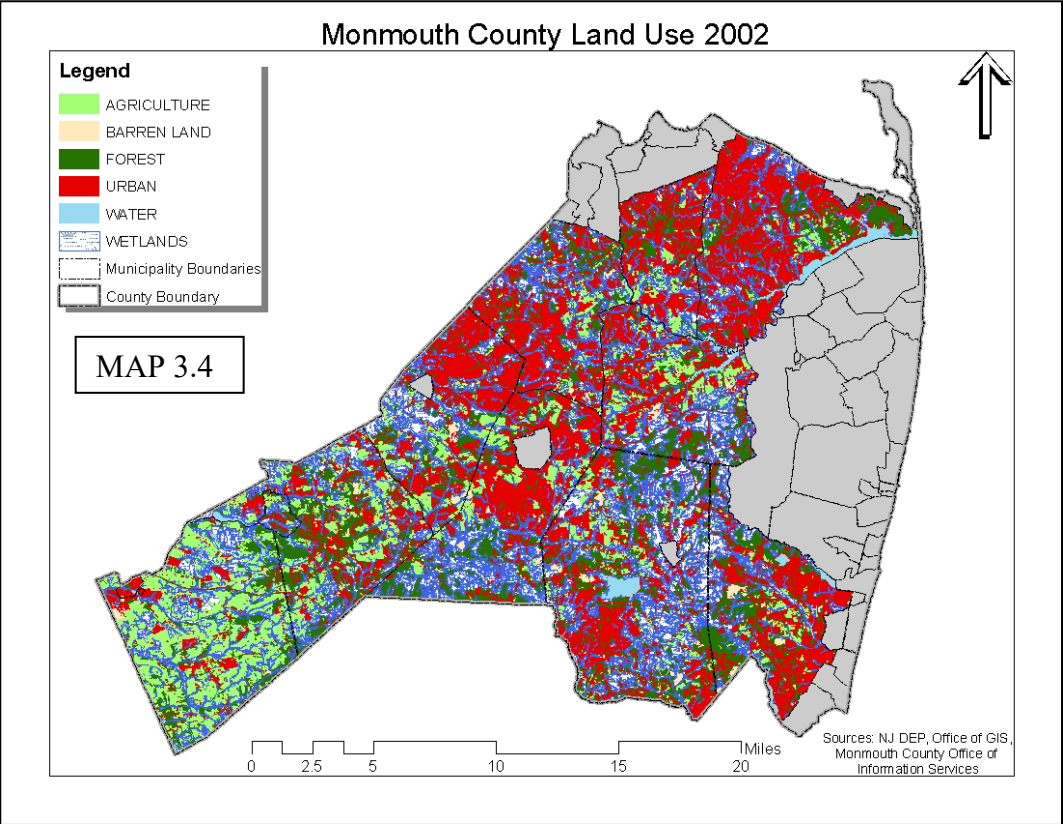 Monmouth County Land Use 2002
Legend
AGRICULTURE
BARREN LAND
FOREST
URBAN
WATER
WETLANDS
Municipality Boundaries
County Boundary
MAP 3.4
0 2.5 5 10 15 20 Miles
Sources: NJ DEP, Office of GIS,
Monmouth County Office of
Information Services